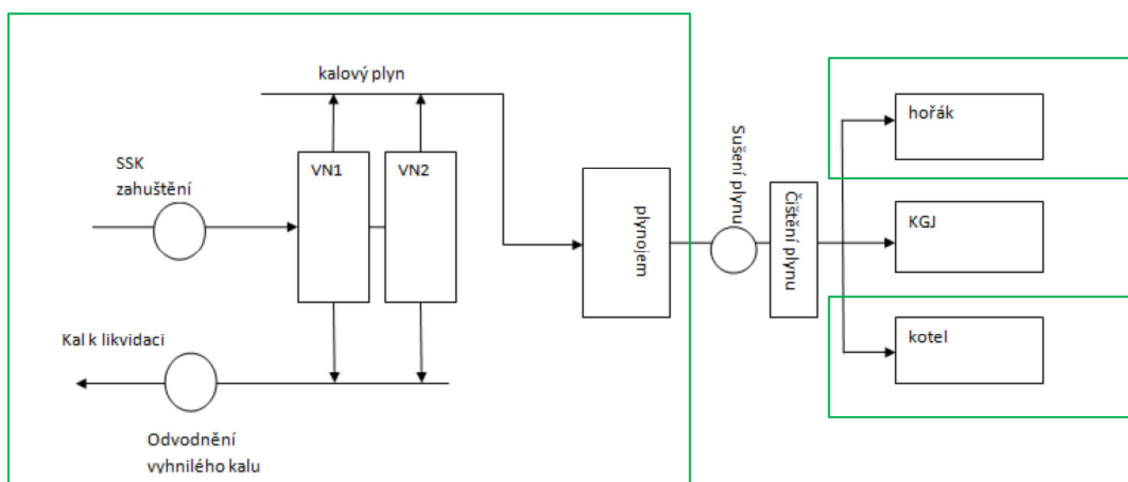 kalový plyn
SSK
zahuštění
VN1
VN2
plynojem
Sušení plynu
Čištění plynu
hořák
KGJ
kotel
Kal k likvidaci
Odvodnění
vyhnilého kalu